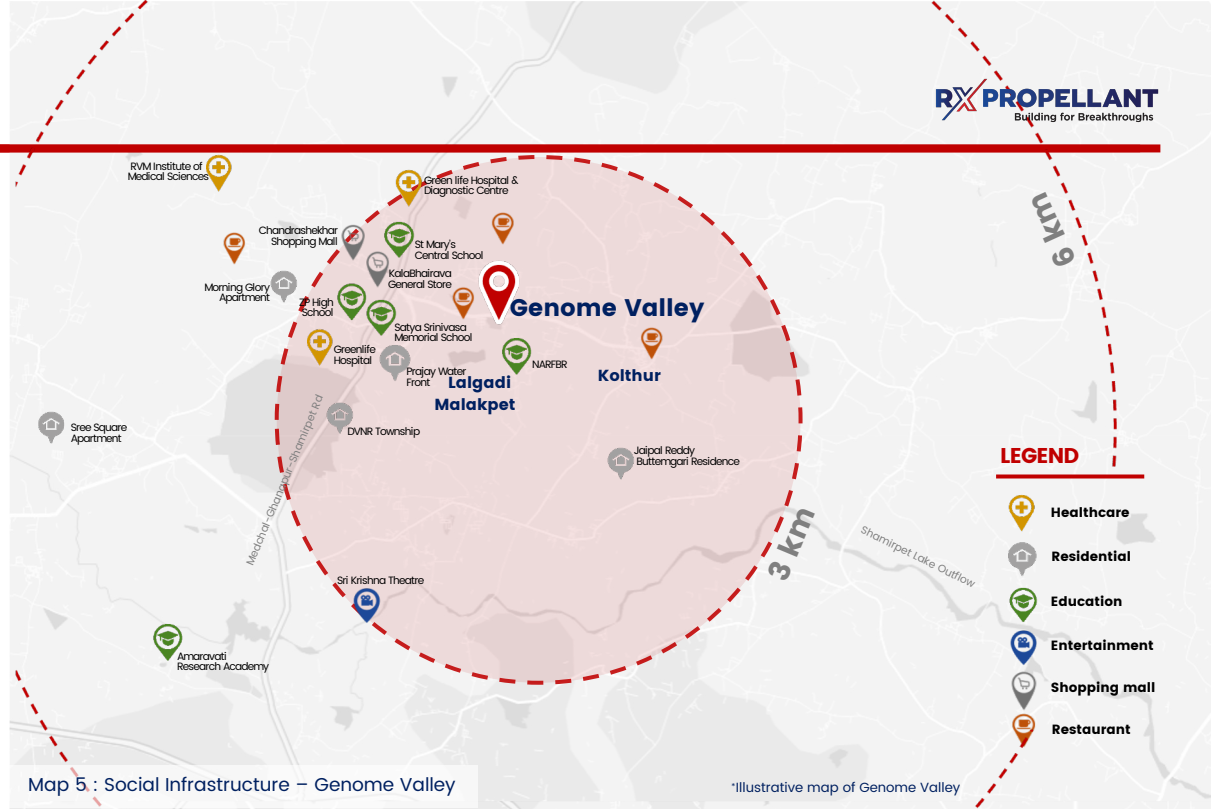 RX PROPELLANT
Building for Breakthroughs
RVM Institute of
Medical Sciences
Green life Hospital &
Diagnostic Centre
Chandrashekhar
Shopping Mall
St Mary's
Central School
KalaBhairava
General Store
Morning Glory
Apartment
ZP High
School
Genome Valley
Satya Srinivasa
Memorial School
Greenlife
Hospital
Prajay Water
Front
NARFBR
Lalgadi
Malakpet
Kolthur
6 km
Sree Square
Apartment
DVNR Township
Medchal-Ghanapur-Shamirpet Rd
Jaipal Reddy
Buttemgari Residence
3 km
Shamirpet Lake Outflow
Sri Krishna Theatre
Amaravati
Research Academy
LEGEND
Healthcare
Residential
Education
Entertainment
Shopping mall
Restaurant
Map 5 : Social Infrastructure – Genome Valley
*Illustrative map of Genome Valley